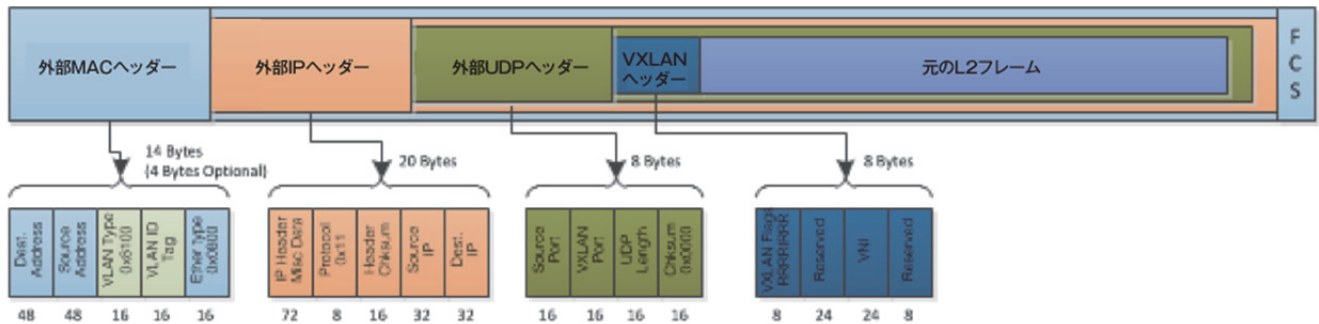 外部MACヘッダー
外部IPヘッダー
外部UDPヘッダー
VXLAN
ヘッダー
元のL2フレーム
F
C
S
14 Bytes
(4 Bytes Optional)
20 Bytes
8 Bytes
8 Bytes
Dest.
Address
Source
Address
VLAN Type
0x8100
VLAN ID
Tag
Ether type
0x0800
IP Header
Misc Data
Protocol
0x11
Header
Chksum
Source
IP
Dest.
IP
Source
Port
VXLAN
Port
UDP
Length
Chksum
0x0000
VXLAN Flags
RRRRIRRR
Reserved
VNI
Reserved
48
48
16
16
16
72
8
16
32
32
16
16
16
16
8
24
24
8